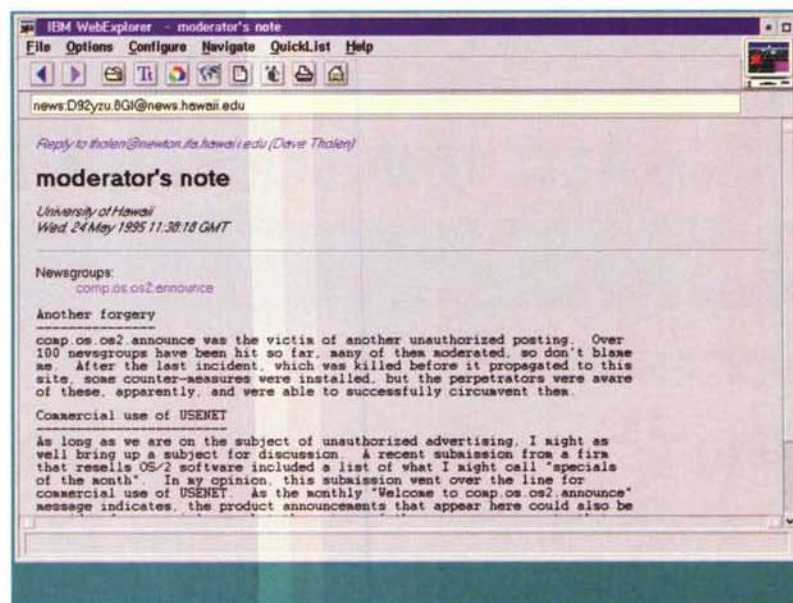 IBM WebExplorer - moderator's note
File Options Configure Navigate QuickList Help
news:D92yzu.8GI@news.hawaii.edu
Reply to tholen@newton.ifa.hawaii.edu (Dave Tholen)
moderator's note
University of Hawaii
Wed, 24 May 1995 11:38:18 GMT
Newsgroups:
comp.os.os2.announce
Another forgery
---------------
comp.os.os2.announce was the victim of another unauthorized posting. Over
100 newsgroups have been hit so far, many of them moderated, so don't blame
me. After the last incident, which was killed before it propagated to this
site, some counter-measures were installed, but the perpetrators were aware
of these, apparently, and were able to successfully circumvent them.
Commercial use of USENET
------------------------
As long as we are on the subject of unauthorized advertising, I might as
well bring up a subject for discussion. A recent submission from a firm
that resells OS/2 software included a list of what I might call "specials
of the month". In my opinion, this submission went over the line for
commercial use of USENET. As the monthly "Welcome to comp.os.os2.announce"
message indicates, the product announcements that appear here could also be